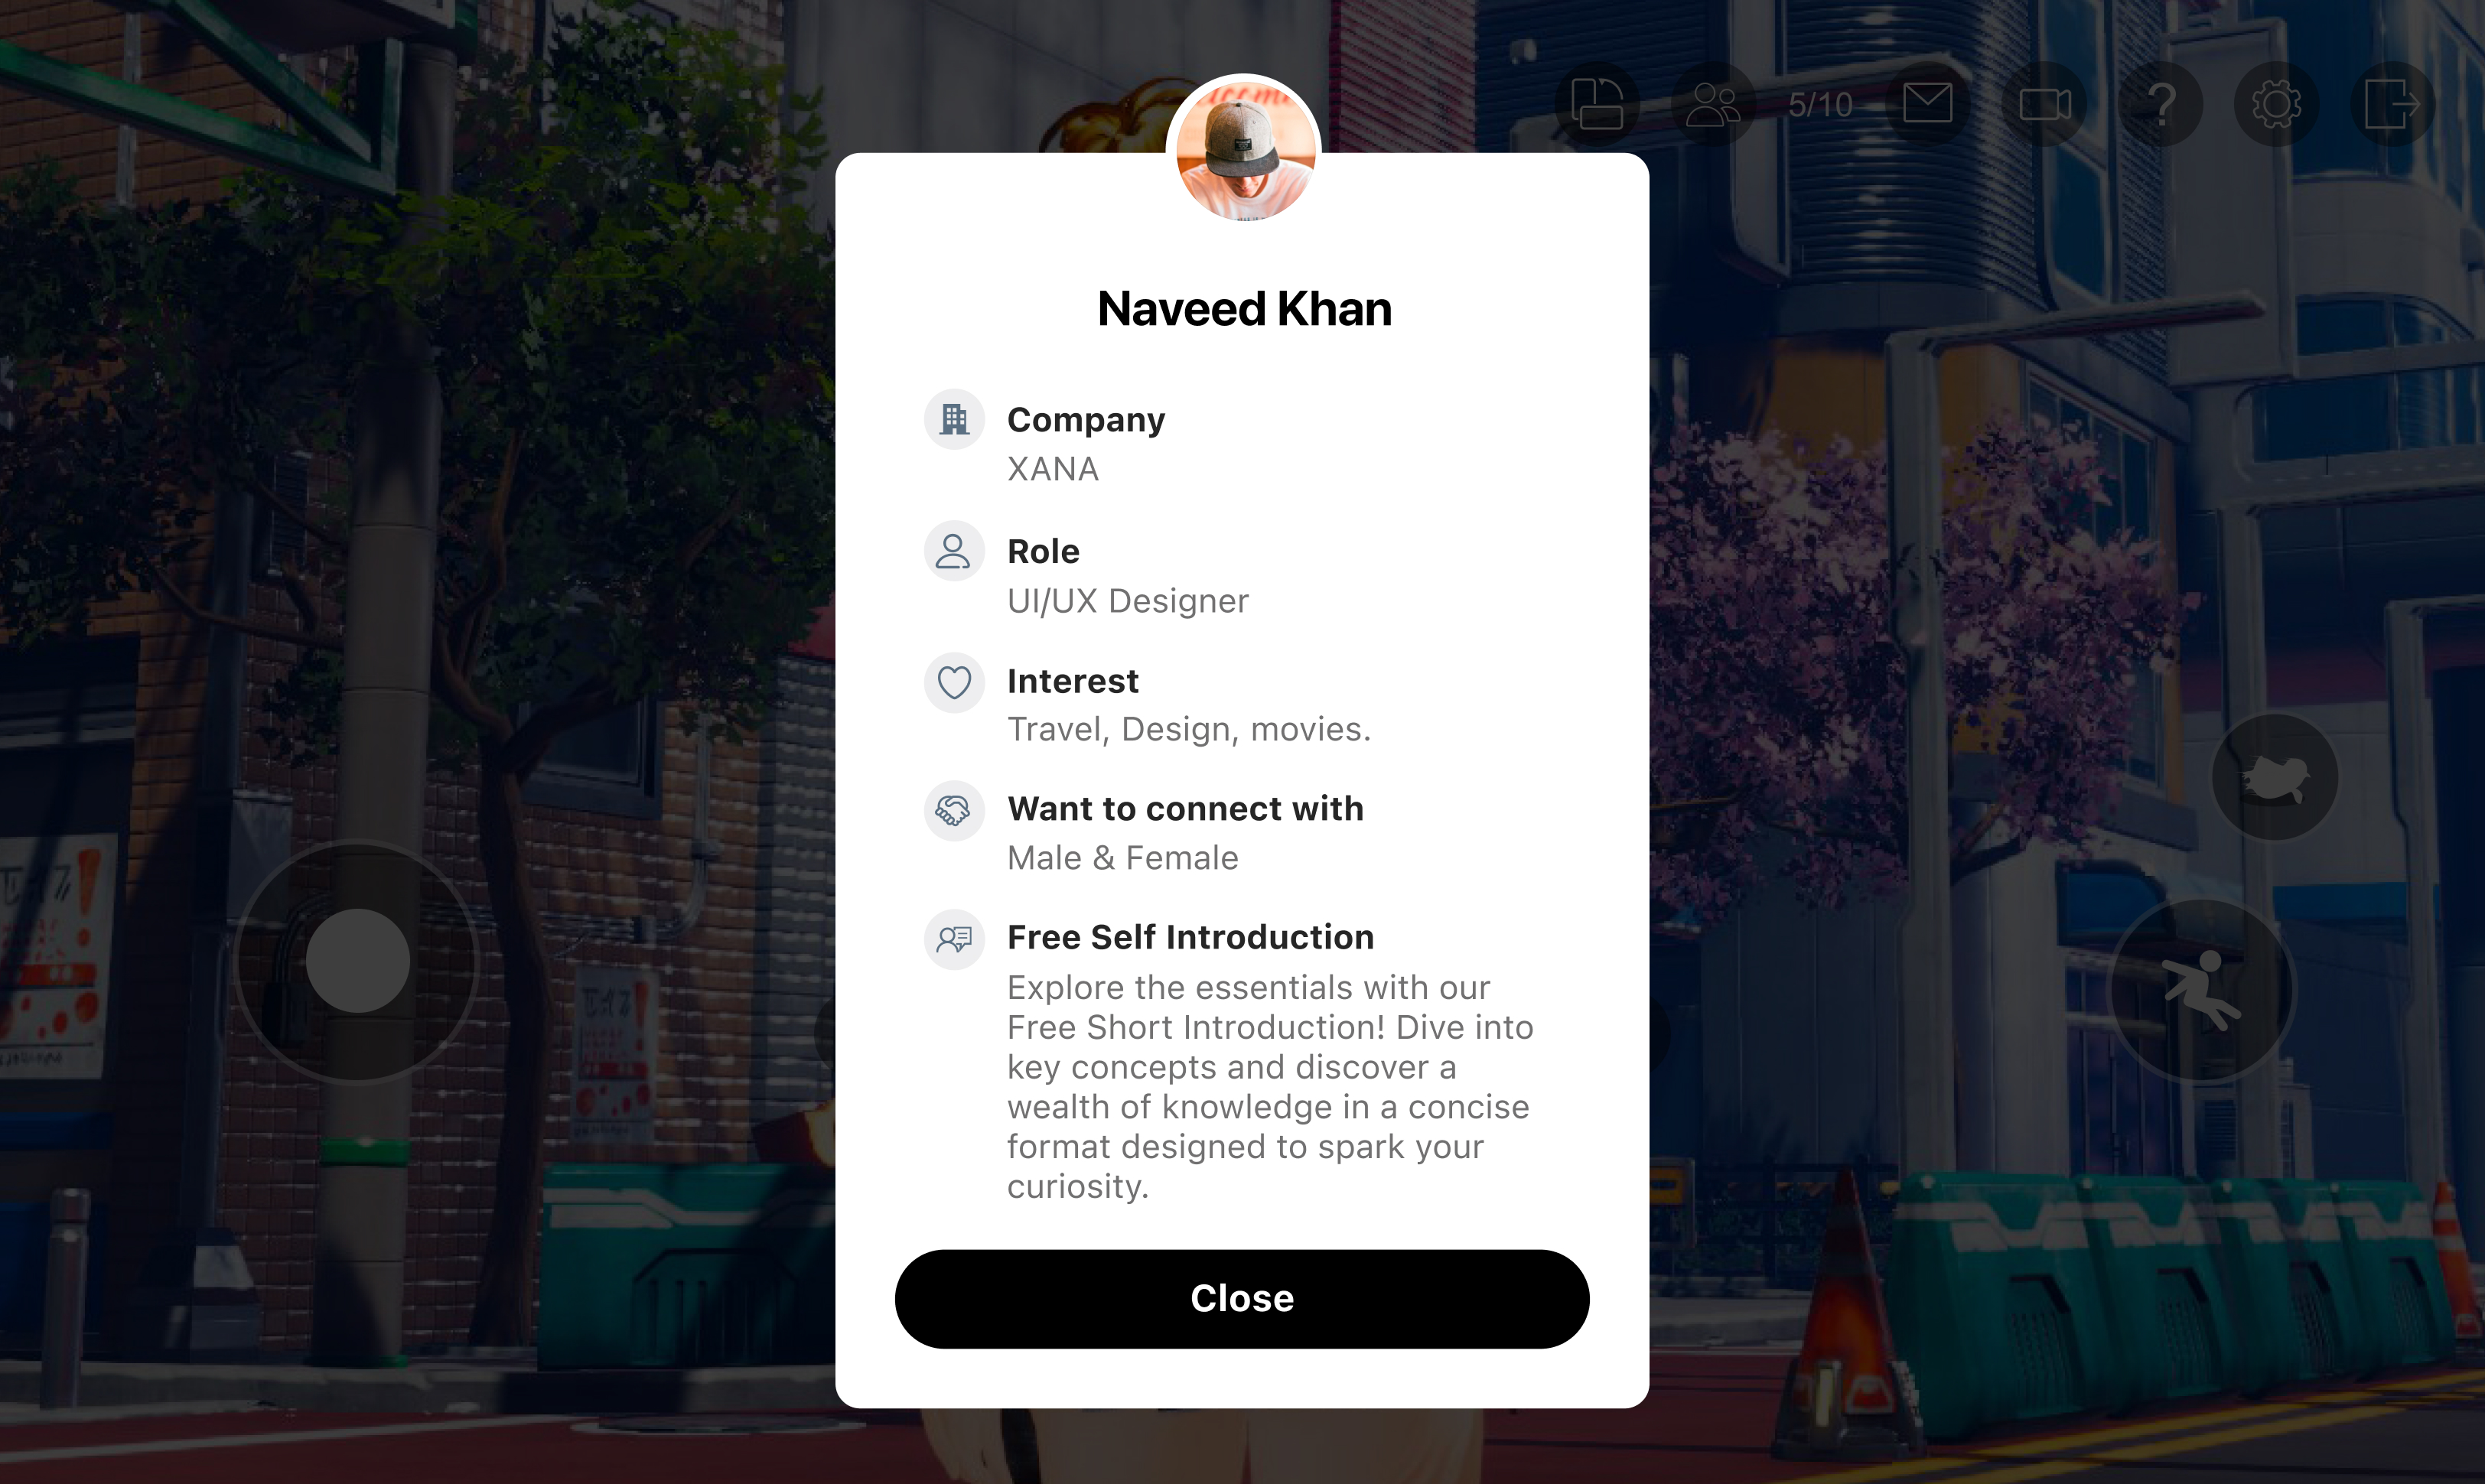 5/10
Naveed Khan
Company
XANA
Role
UI/UX Designer
Interest
Travel, Design, movies.
Want to connect with
Male & Female
Free Self Introduction
Explore the essentials with our
Free Short Introduction! Dive into
key concepts and discover a
wealth of knowledge in a concise
format designed to spark your
curiosity.
Close